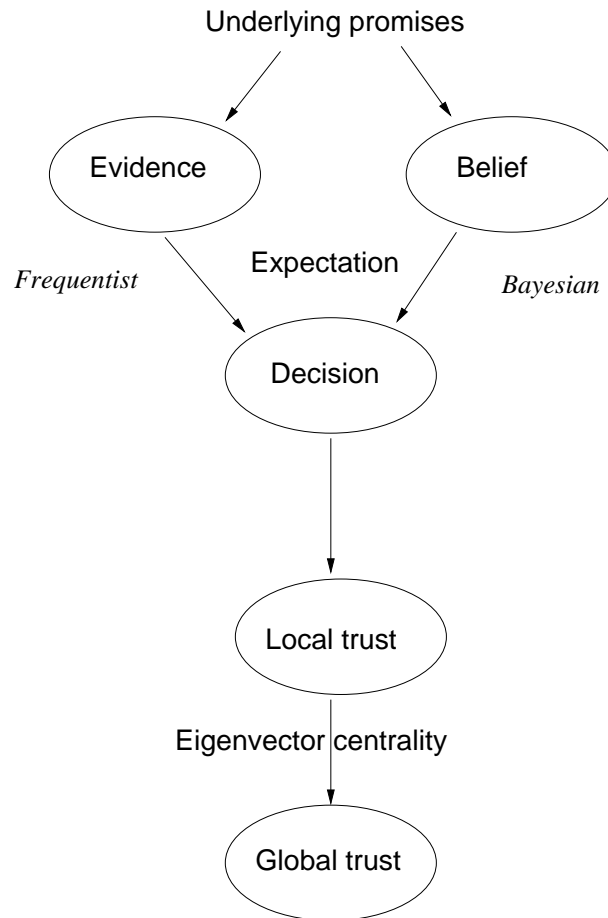 Underlying promises
Evidence
Belief
Expectation
Frequentist
Bayesian
Decision
Local trust
Eigenvector centrality
Global trust